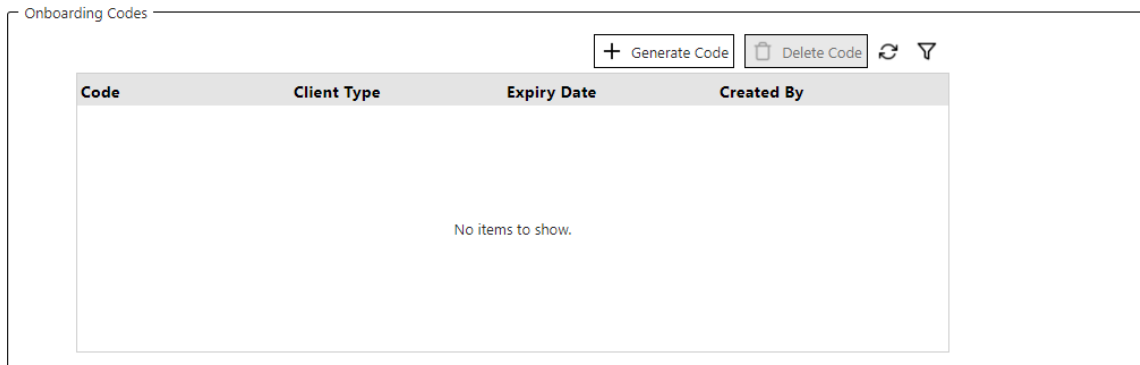 Onboarding Codes
Generate Code Delete Code
Code Client Type Expiry Date Created By
No items to show.